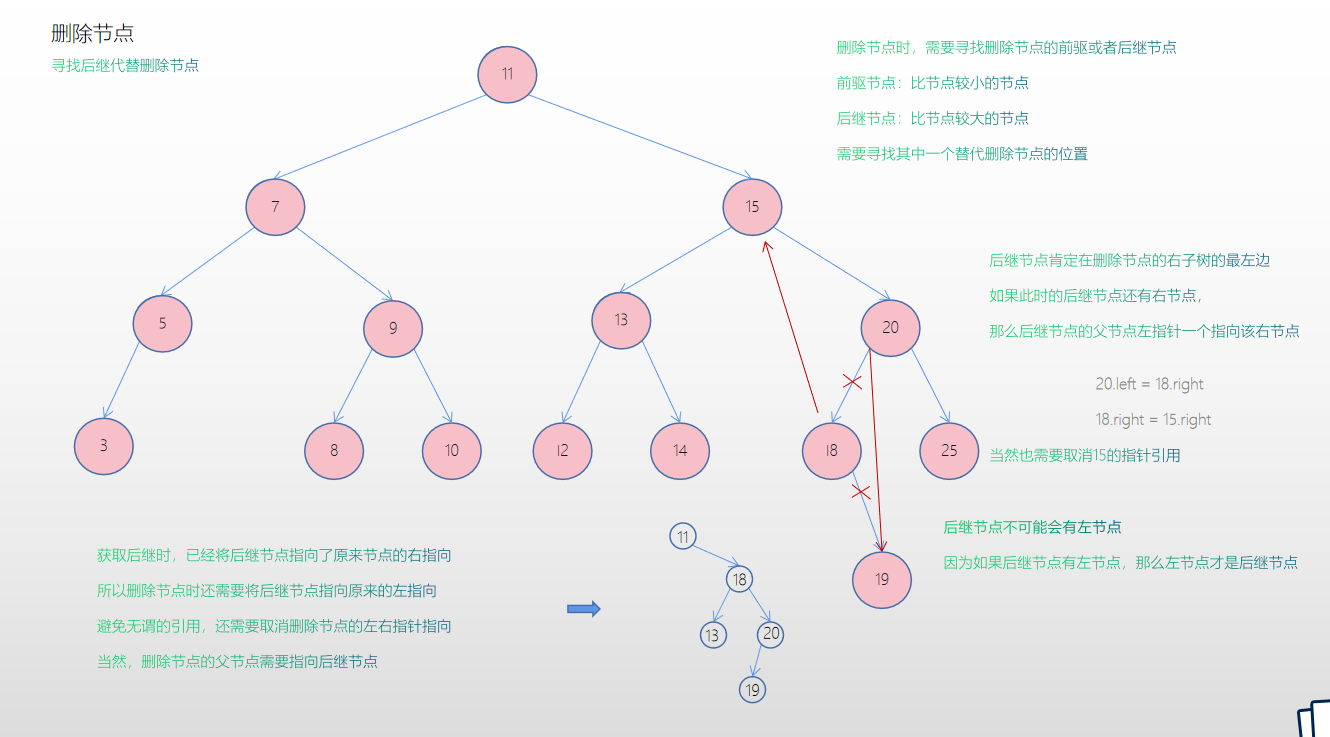 删除节点
寻找后继代替删除节点
删除节点时，需要寻找删除节点的前驱或者后继节点
前驱节点：比节点较小的节点
后继节点：比节点较大的节点
需要寻找其中一个替代删除节点的位置
11
7
15
后继节点肯定在删除节点的右子树的最左边
如果此时的后继节点还有右节点，
那么后继节点的父节点左指针一个指向该右节点
5
9
13
20
20.left = 18.right
18.right = 15.right
当然也需要取消15的指针引用
3
8
10
12
14
18
25
后继节点不可能会有左节点
因为如果后继节点有左节点，那么左节点才是后继节点
19
获取后继时，已经将后继节点指向了原来节点的右指向
所以删除节点时还需要将后继节点指向原来的左指向
避免无谓的引用，还需要取消删除节点的左右指针指向
当然，删除节点的父节点需要指向后继节点
11
18
13
20
19